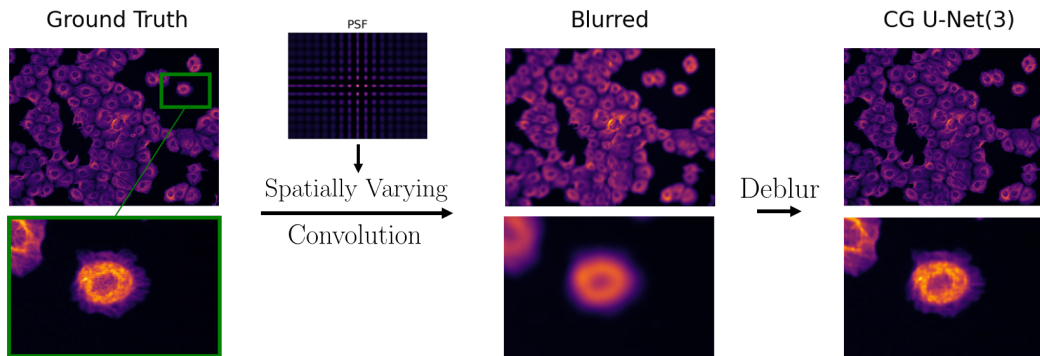 Ground Truth
PSF
Spatially Varying
Convolution
Blurred
Deblur
CG U-Net(3)